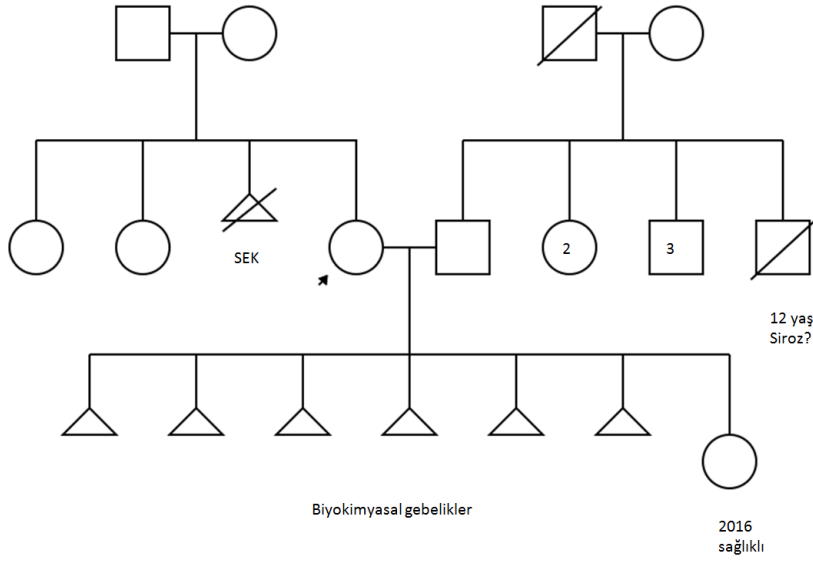 SEK
2
3
12 yaş
Siroz?
Biyokimyasal gebelikler
2016
sağlıklı